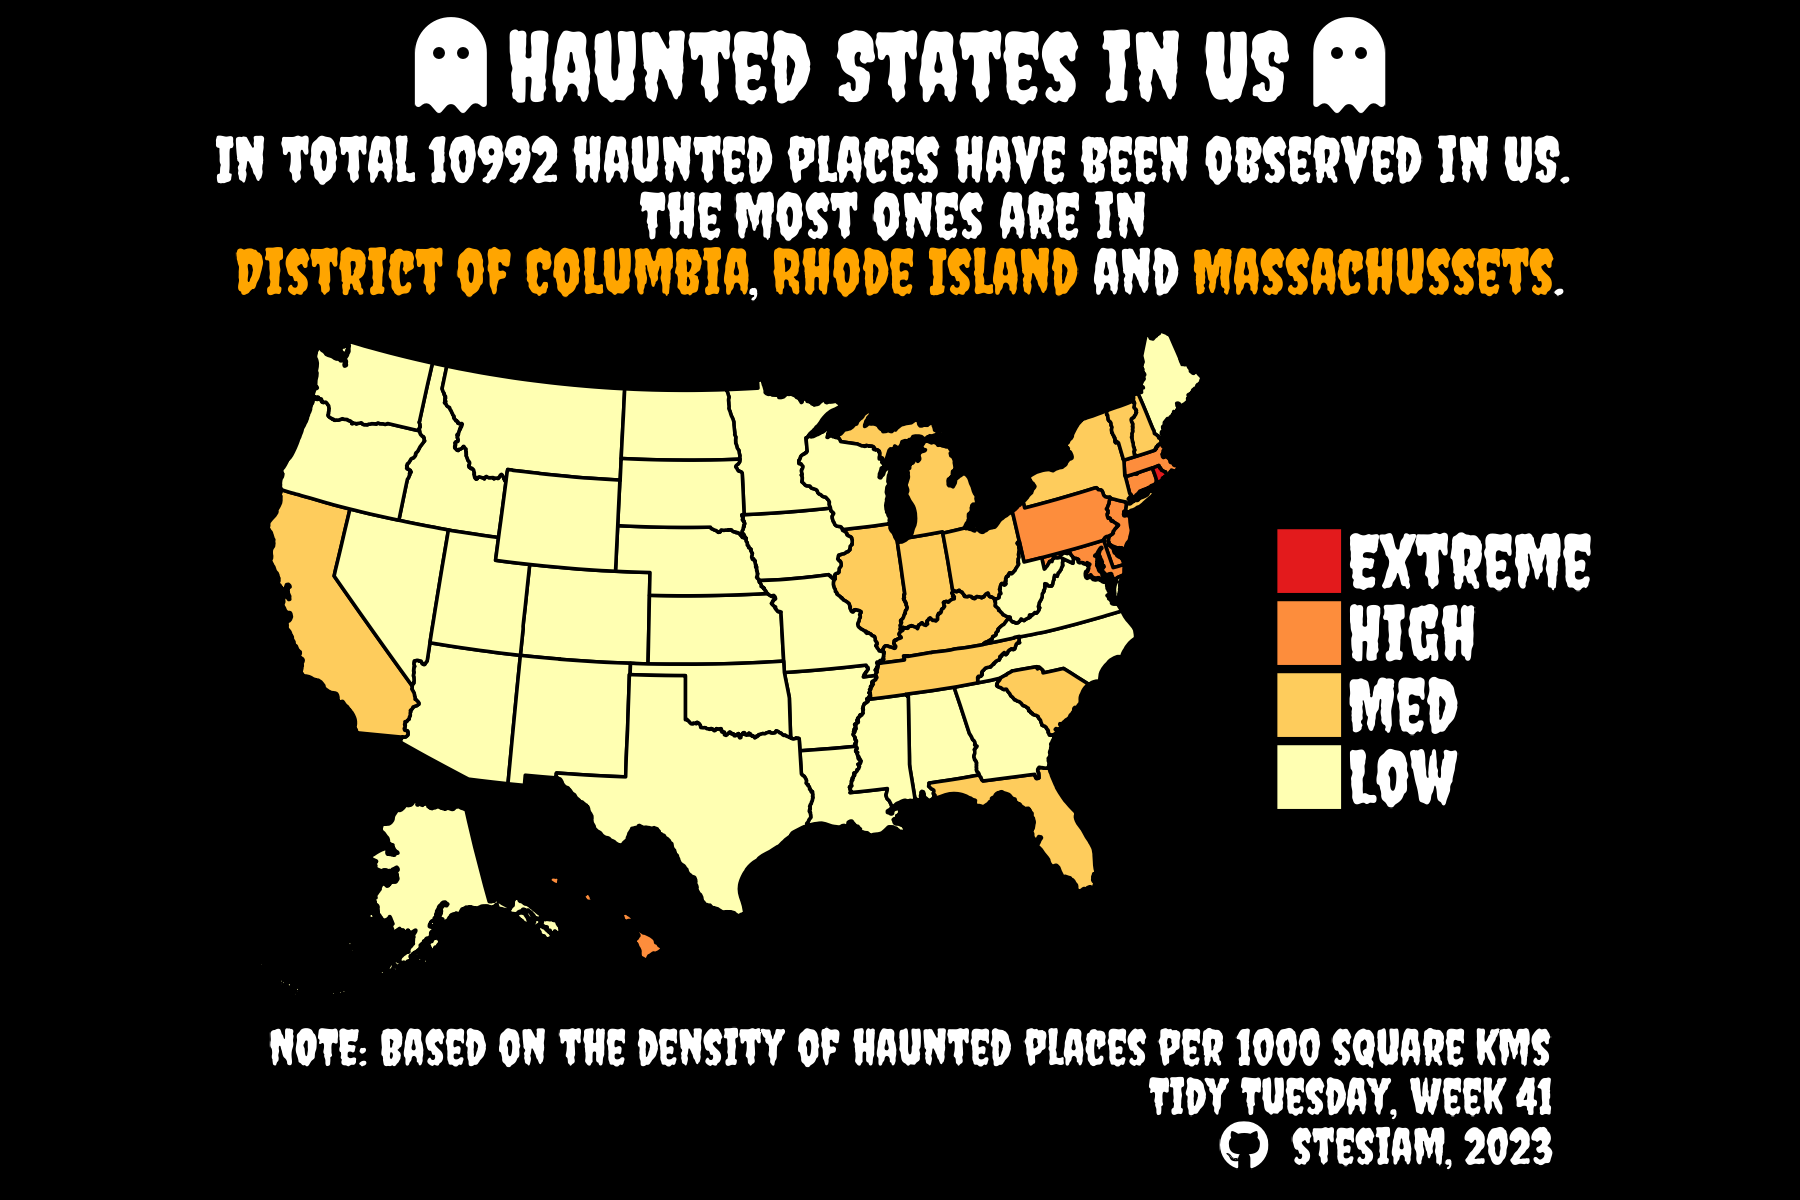 HAUNTED STATES IN US
IN TOTAL 10992 HAUNTED PLACES HAVE BEEN OBSERVED IN US.
THE MOST ONES ARE IN
DISTRICT OF COLUMBIA, RHODE ISLAND AND MASSACHUSSETS.
EXTREME
HIGH
MED
LOW
NOTE: BASED ON THE DENSITY OF HAUNTED PLACES PER 1000 SQUARE KMS
TIDY TUESDAY, WEEK 41
STESIAM, 2023